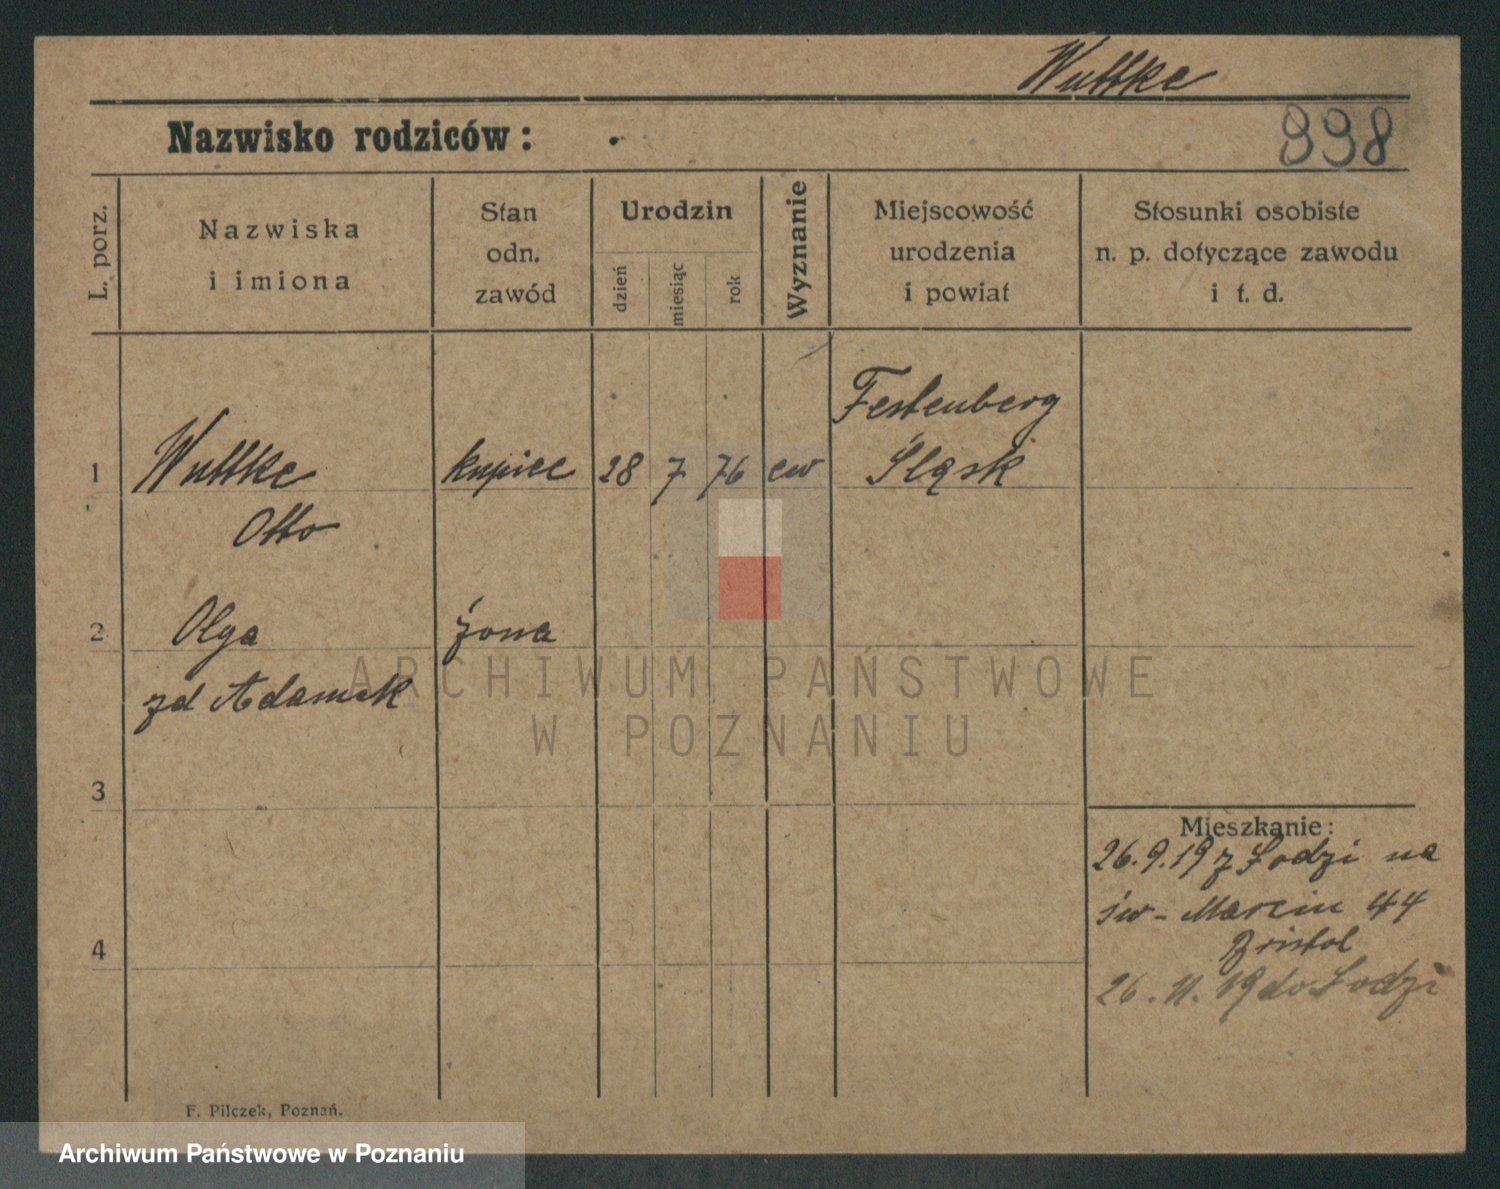 Wuttke
Nazwisko rodziców:
998
L. porz.
Nazwiska
i imiona
Stan
odn.
zawód
Urodzin
dzień
miesiąc
rok
Wyznanie
Miejscowość
urodzenia
i powiat
Stosunki osobiste
n. p. dotyczące zawodu
i t. d.
1
Wuttke
Otto
kupiec
28 7 76 ew
Festenberg
Śląsk
2
Olga
zd Adamek
żona
3
4
Mieszkanie:
26.9.19 z Łodzi na
św- Marcin 44
Bristol
26.11.19 do Łodzi
F. Pilczek, Poznań.
ARCHIWUM PAŃSTWOWE
W POZNANIU
Archiwum Państwowe w Poznaniu